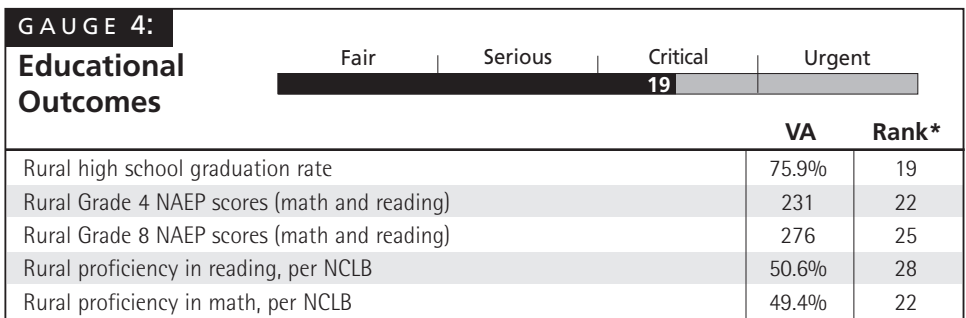 GAUGE 4:
Educational
Outcomes
Fair Serious Critical Urgent
19
VA Rank*
Rural high school graduation rate 75.9% 19
Rural Grade 4 NAEP scores (math and reading) 231 22
Rural Grade 8 NAEP scores (math and reading) 276 25
Rural proficiency in reading, per NCLB 50.6% 28
Rural proficiency in math, per NCLB 49.4% 22